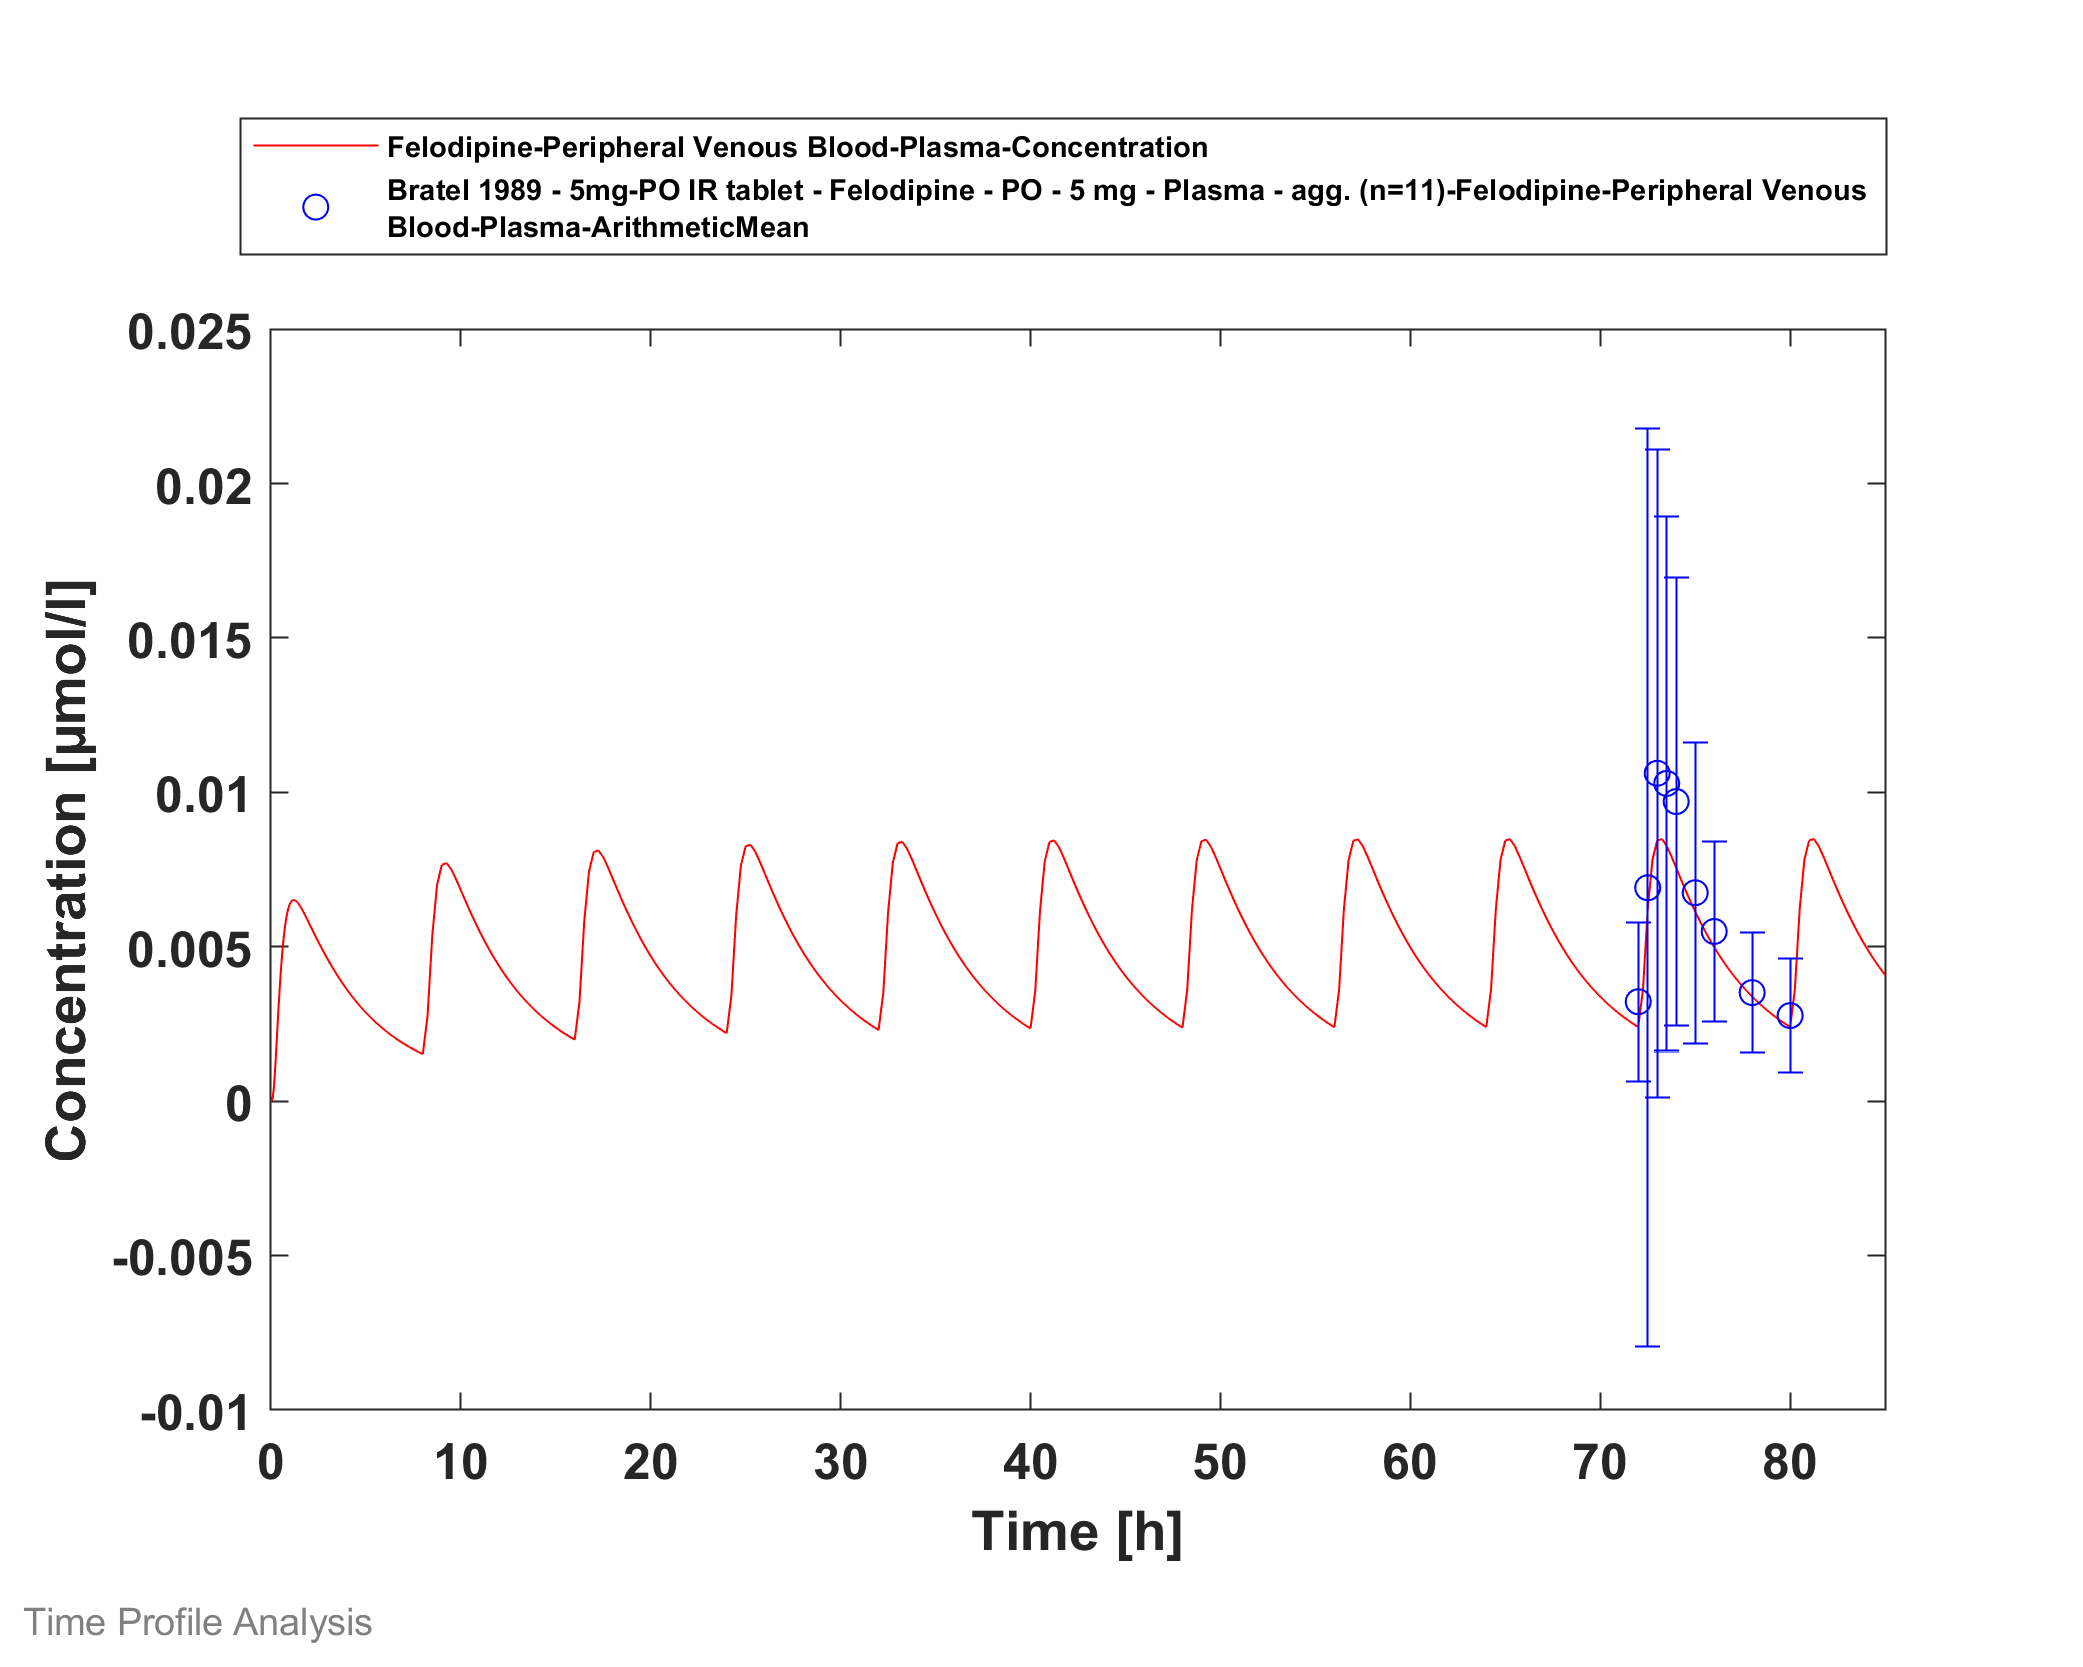 Felodipine-Peripheral Venous Blood-Plasma-Concentration
Bratel 1989 - 5mg-PO IR tablet - Felodipine - PO - 5 mg - Plasma - agg. (n=11)-Felodipine-Peripheral Venous
Blood-Plasma-ArithmeticMean
0.025
0.02
0.015
0.01
0.005
0
-0.005
-0.01
Concentration [µmol/l]
0 10 20 30 40 50 60 70 80
Time [h]
Time Profile Analysis